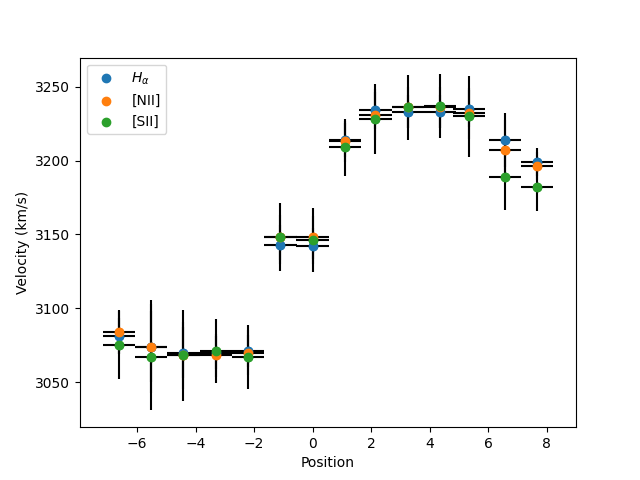 Hα
[NII]
[SII]
Velocity (km/s)
3250
3200
3150
3100
3050
−6 −4 −2 0 2 4 6 8
Position